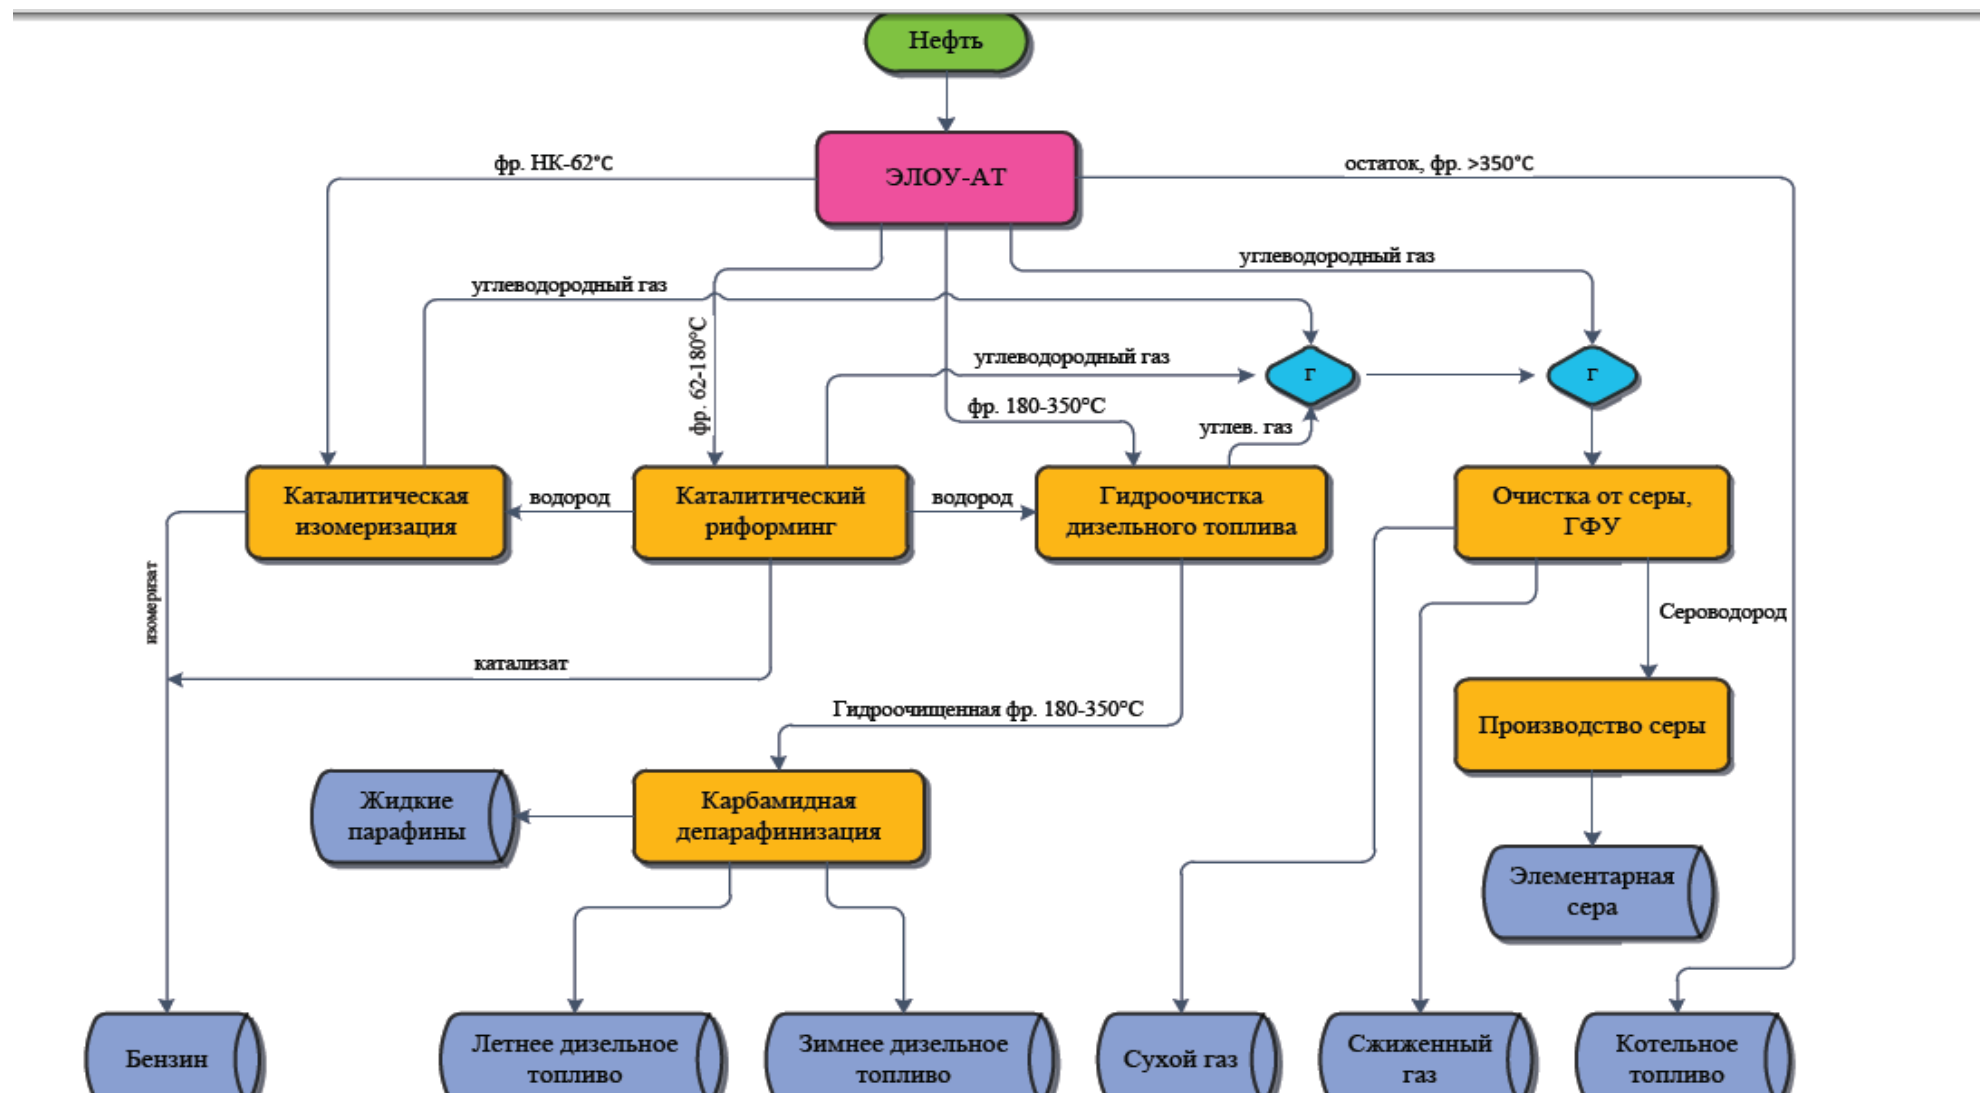 Нефть
ЭЛОУ-АТ
фр. НК-62°С
остаток, фр. >350°С
углеводородный газ
углеводородный газ
фр. 62-180°С
углеводородный газ
г
г
фр. 180-350°С
углев. газ
Каталитическая
изомеризация
водород
Каталитический
риформинг
водород
Гидроочистка
дизельного топлива
Очистка от серы,
ГФУ
изомеризат
Сероводород
катализат
Гидроочищенная фр. 180-350°С
Производство серы
Жидкие
парафины
Карбамидная
депарафинизация
Элементарная
сера
Бензин
Летнее дизельное
топливо
Зимнее дизельное
топливо
Сухой газ
Сжиженный
газ
Котельное
топливо